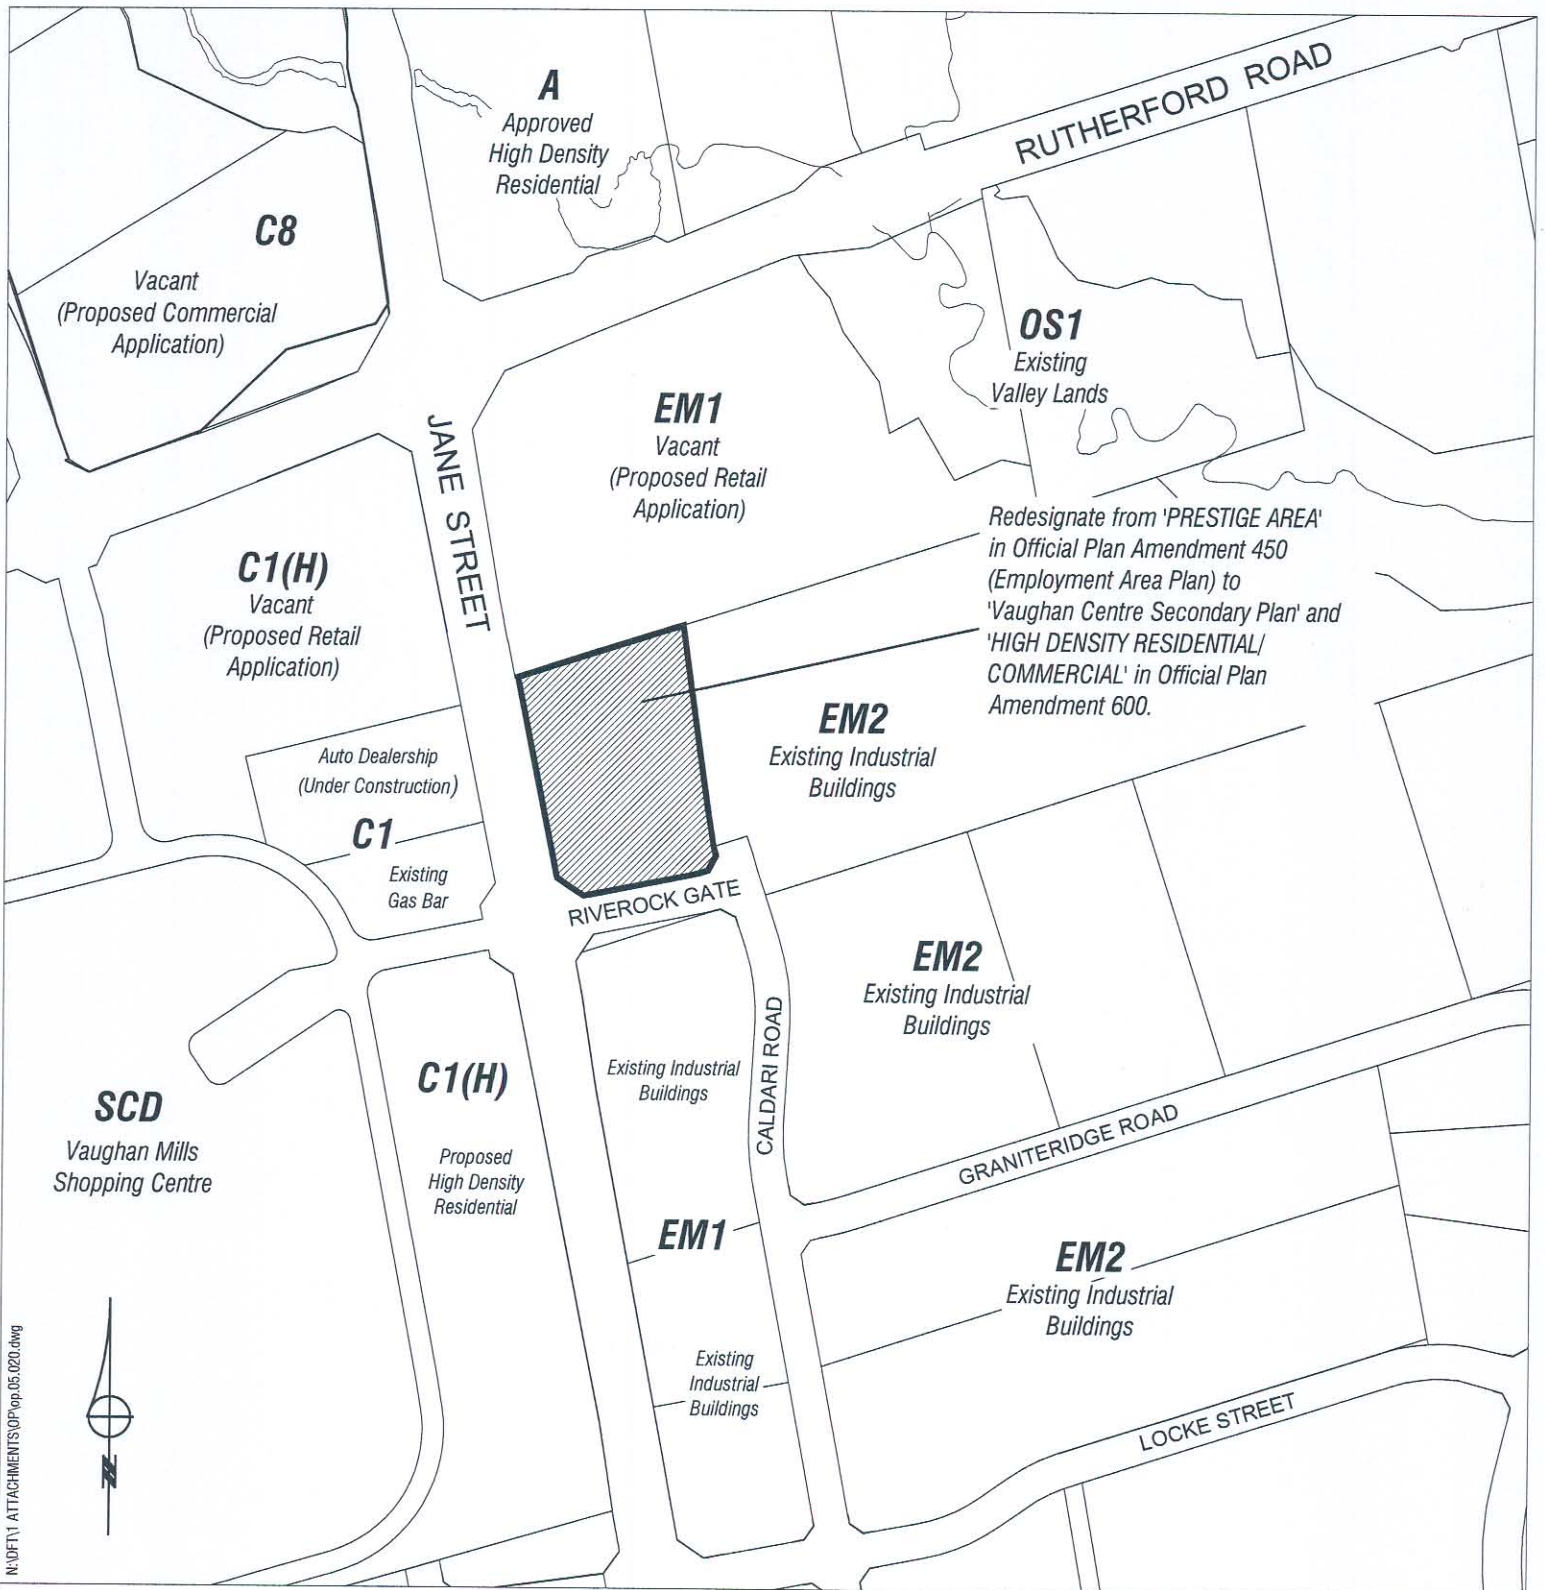 A
Approved
High Density
Residential
RUTHERFORD ROAD
C8
Vacant
(Proposed Commercial
Application)
OS1
Existing
Valley Lands
EM1
Vacant
(Proposed Retail
Application)
JANE STREET
Redesignate from 'PRESTIGE AREA'
in Official Plan Amendment 450
(Employment Area Plan) to
'Vaughan Centre Secondary Plan' and
'HIGH DENSITY RESIDENTIAL/
COMMERCIAL' in Official Plan
Amendment 600.
C1(H)
Vacant
(Proposed Retail
Application)
EM2
Existing Industrial
Buildings
Auto Dealership
(Under Construction)
C1
Existing
Gas Bar
RIVEROCK GATE
EM2
Existing Industrial
Buildings
CALDARI ROAD
Existing Industrial
Buildings
C1(H)
Proposed
High Density
Residential
SCD
Vaughan Mills
Shopping Centre
GRANITERIDGE ROAD
EM1
EM2
Existing Industrial
Buildings
Existing
Industrial
Buildings
LOCKE STREET
N
N:\DFT\1 ATTACHMENTS\OP\op.05.020.dwg